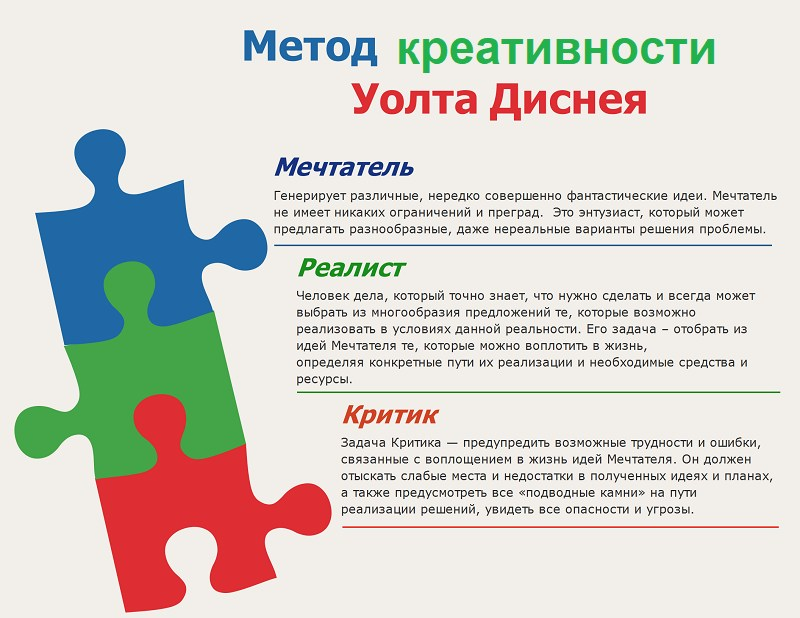 Метод креативности
Уолта Диснея
Мечтатель
Генерирует различные, нередко совершенно фантастические идеи. Мечтатель
не имеет никаких ограничений и преград. Это энтузиаст, который может
предлагать разнообразные, даже нереальные варианты решения проблемы.
Реалист
Человек дела, который точно знает, что нужно сделать и всегда может
выбрать из многообразия предложений те, которые возможно
реализовать в условиях данной реальности. Его задача – отобрать из
идей Мечтателя те, которые можно воплотить в жизнь,
определяя конкретные пути их реализации и необходимые средства и
ресурсы.
Критик
Задача Критика — предупредить возможные трудности и ошибки,
связанные с воплощением в жизнь идей Мечтателя. Он должен
отыскать слабые места и недостатки в полученных идеях и планах,
а также предусмотреть все «подводные камни» на пути
реализации решений, увидеть все опасности и угрозы.